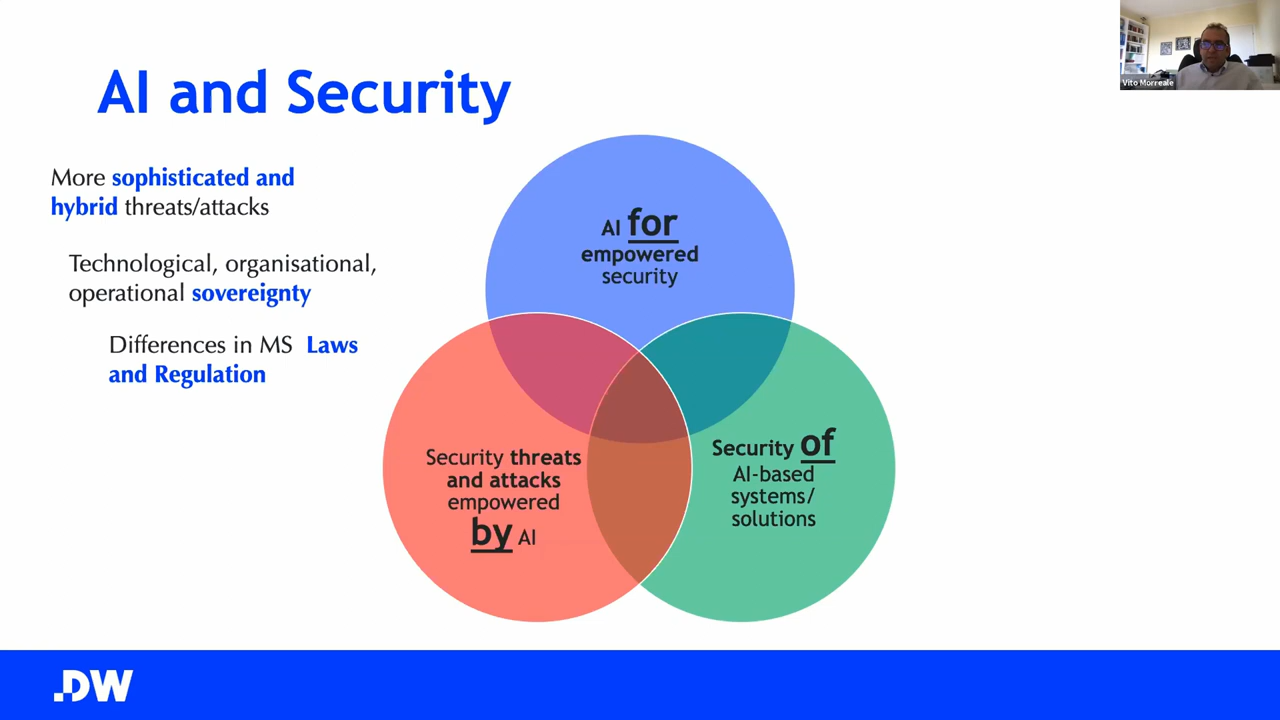 AI and Security
Vito Morreale
More sophisticated and
hybrid threats/attacks
Technological, organisational,
operational sovereignty
Differences in MS Laws
and Regulation
AI for
empowered
security
Security threats
and attacks
empowered
by AI
Security of
AI-based
systems/
solutions
.DW